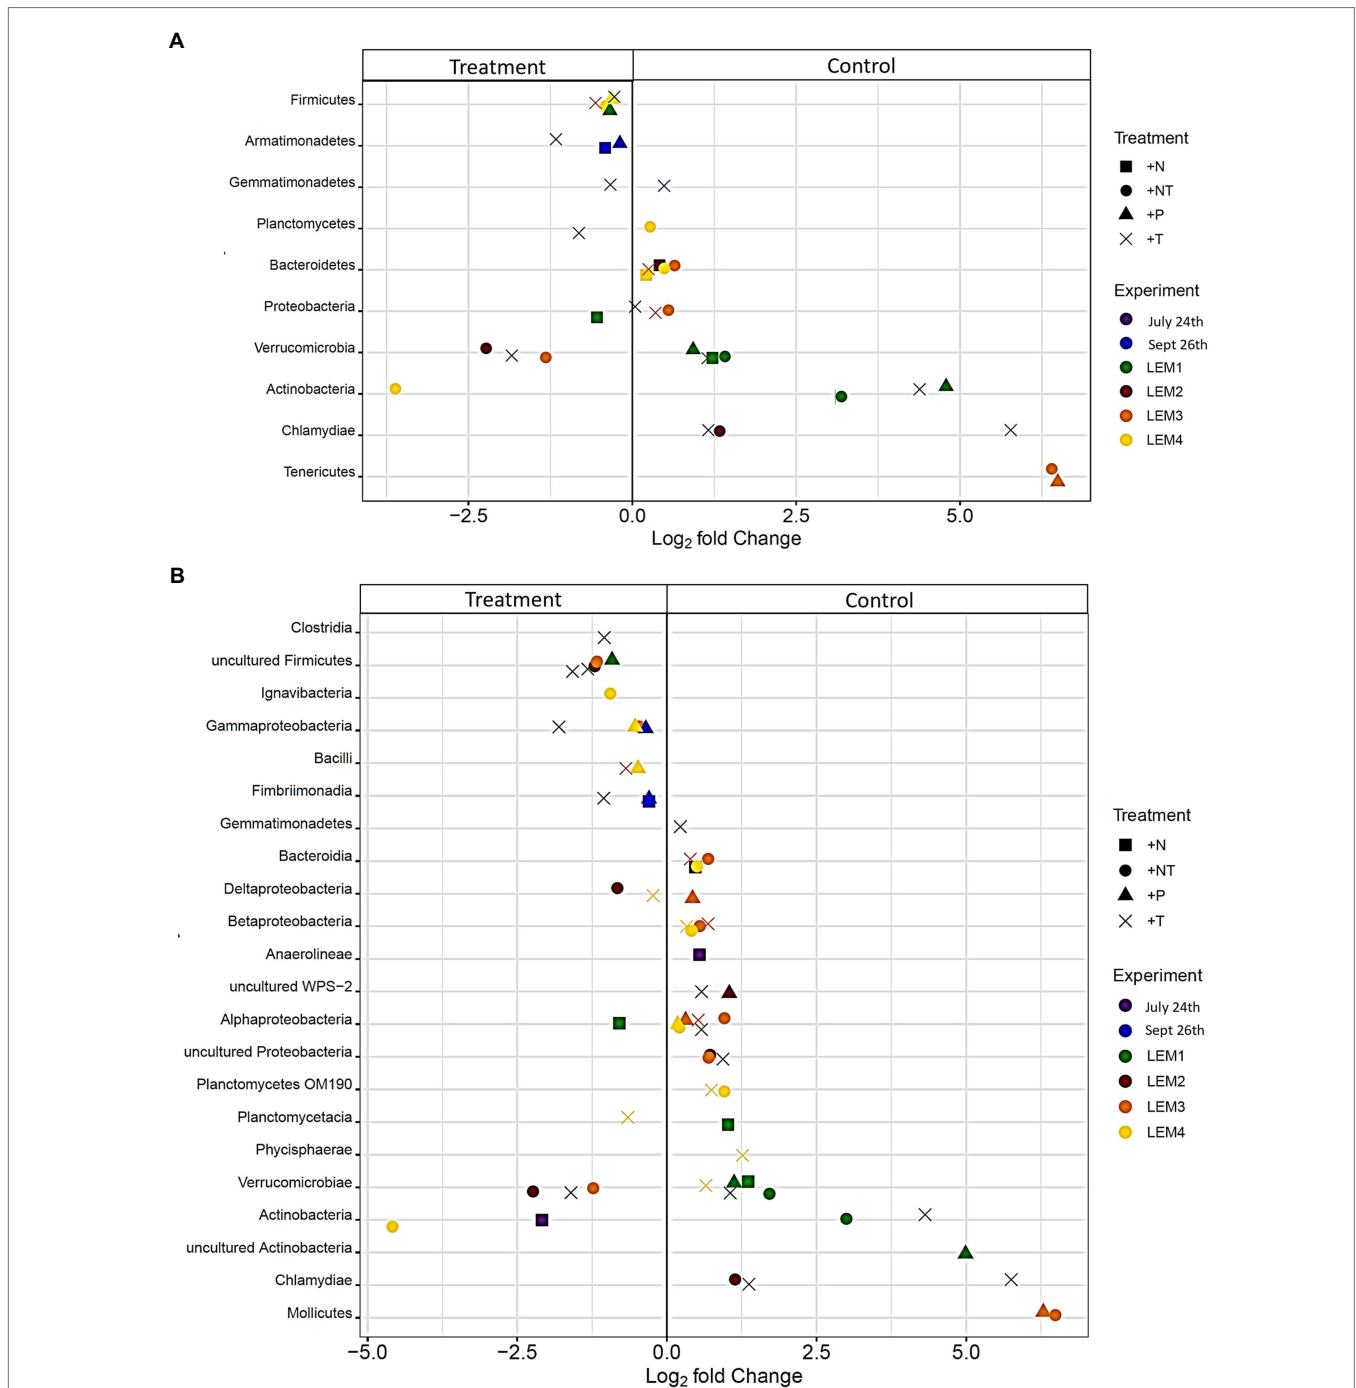 A
Treatment Control
Firmicutes
Armatimonadetes
Gemmatimonadetes
Planctomycetes
Bacteroidetes
Proteobacteria
Verrucomicrobia
Actinobacteria
Chlamydiae
Tenericutes
−2.5 0.0 2.5 5.0
Log2 fold Change
Treatment
+N
+NT
+P
+T
Experiment
July 24th
Sept 26th
LEM1
LEM2
LEM3
LEM4
B
Treatment Control
Clostridia
uncultured Firmicutes
Ignavibacteria
Gammaproteobacteria
Bacilli
Fimbriimonadia
Gemmatimonadetes
Bacteroidia
Deltaproteobacteria
Betaproteobacteria
Anaerolineae
uncultured WPS−2
Alphaproteobacteria
uncultured Proteobacteria
Planctomycetes OM190
Planctomycetacia
Phycisphaerae
Verrucomicrobiae
Actinobacteria
uncultured Actinobacteria
Chlamydiae
Mollicutes
−5.0 −2.5 0.0 2.5 5.0
Log2 fold Change
Treatment
+N
+NT
+P
+T
Experiment
July 24th
Sept 26th
LEM1
LEM2
LEM3
LEM4